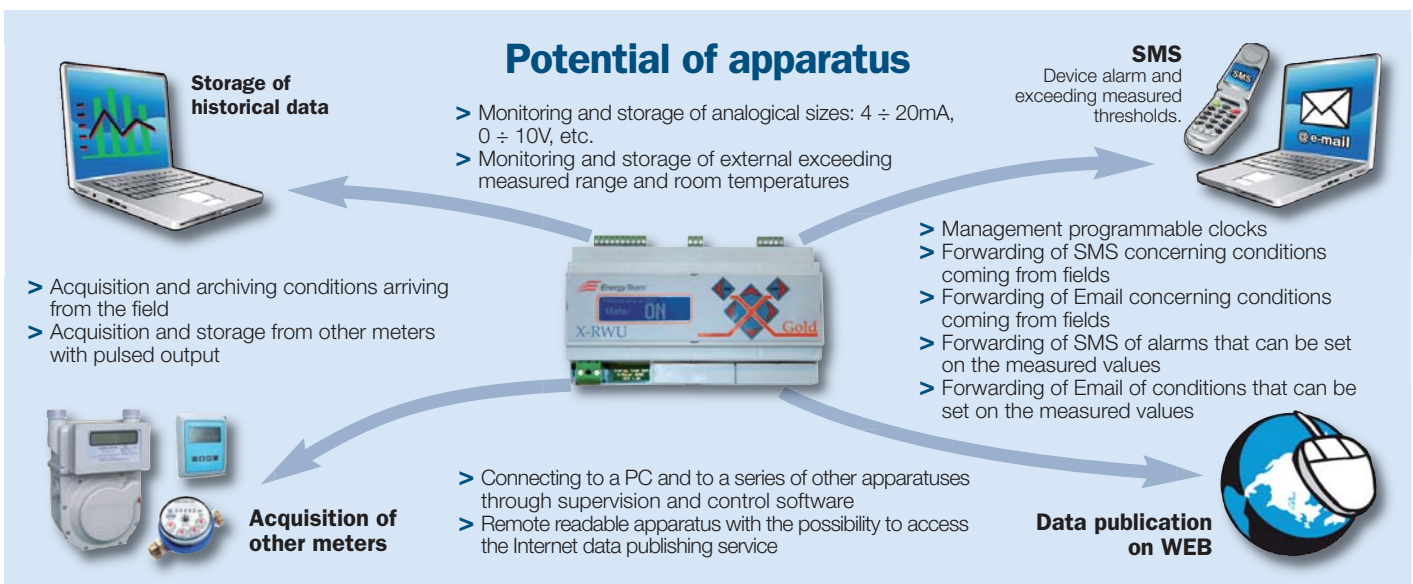 Potential of apparatus
Storage of
historical data
> Monitoring and storage of analogical sizes: 4 ÷ 20mA,
0 ÷ 10V, etc.
> Monitoring and storage of external exceeding
measured range and room temperatures
SMS
Device alarm and
exceeding measured
thresholds.
SMS
@ e-mail
> Acquisition and archiving conditions arriving
from the field
> Acquisition and storage from other meters
with pulsed output
Energy Team
State: ON
X-RWU
Gold
> Management programmable clocks
> Forwarding of SMS concerning conditions
coming from fields
> Forwarding of Email concerning conditions
coming from fields
> Forwarding of SMS of alarms that can be set
on the measured values
> Forwarding of Email of conditions that can be
set on the measured values
Acquisition of
other meters
> Connecting to a PC and to a series of other apparatuses
through supervision and control software
> Remote readable apparatus with the possibility to access
the Internet data publishing service
Data publication
on WEB